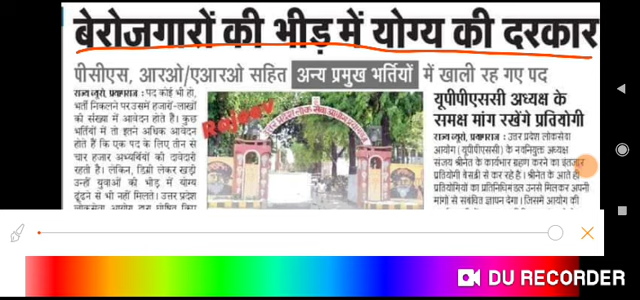 बेरोजगारों की भीड़ में योग्य की दरकार
पीसीएस, आरओ/एआरओ सहित अन्य प्रमुख भर्तियों में खाली रह गए पद
राज्य ब्यूरो, प्रयागराज : पद कोई भी हो,
भर्ती निकलने पर उसमें हजारों-लाखों
की संख्या में आवेदन होते हैं। कुछ
भर्तियों में तो इतने अधिक आवेदन
होते हैं कि एक पद के लिए तीन से
चार हजार अभ्यर्थियों की दावेदारी
रहती है। लेकिन, डिग्री लेकर खड़ी
उन्हीं युवाओं की भीड़ में योग्य
ढूंढने से भी नहीं मिलते। उत्तर प्रदेश
लोकसेवा आयोग द्वारा घोषित किए
Rajeev
यूपीपीएससी अध्यक्ष के
समक्ष मांग रखेंगे प्रतियोगी
राज्य ब्यूरो, प्रयागराज : उत्तर प्रदेश लोकसेवा
आयोग (यूपीपीएससी) के नवनियुक्त अध्यक्ष
संजय श्रीनेत के कार्यभार ग्रहण करने का इंतजार
प्रतियोगी बेसब्री से कर रहे हैं। श्रीनेत के आते ही
प्रतियोगियों का प्रतिनिधिमंडल उनसे मिलकर अपनी
मांगों से संबंधित ज्ञापन देगा। जिसमें आयोग की
DU RECORDER